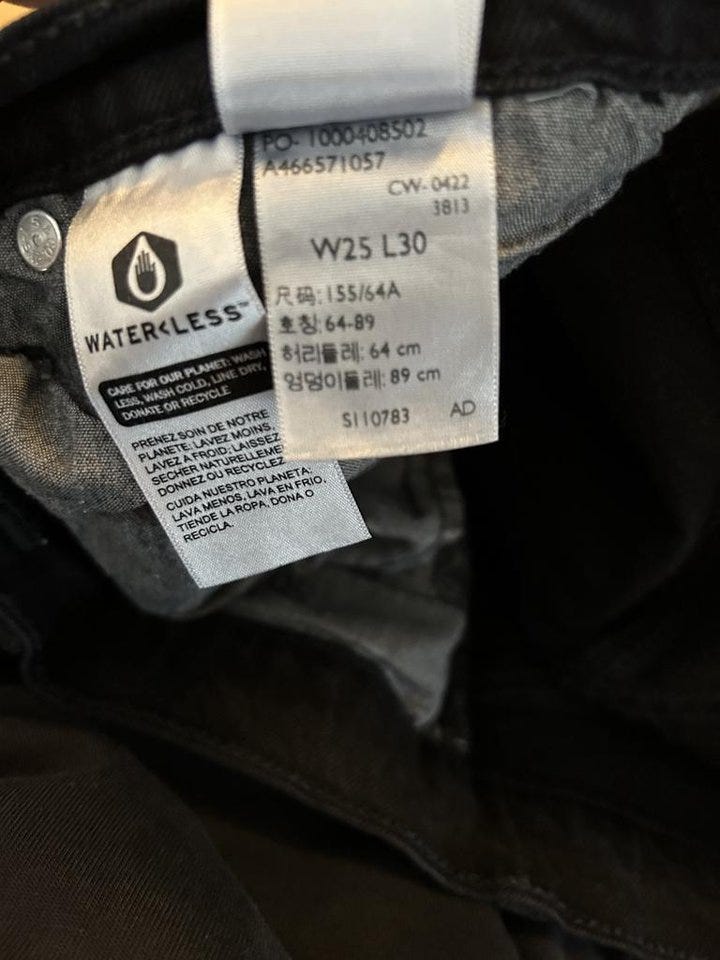 PO- 1000408502
A466571057
CW- 0422
3813
W25 L30
尺码: 155/64A
호칭: 64-89
허리둘레: 64 cm
엉덩이둘레: 89 cm
S110783 AD
WATER<LESS™
CARE FOR OUR PLANET: WASH
LESS, WASH COLD, LINE DRY,
DONATE OR RECYCLE
PRENEZ SOIN DE NOTRE
PLANÈTE: LAVEZ MOINS,
LAVEZ A FROID; LAISSEZ
SECHER
DONNEZ OU RECYCLEZ
CUIDA NUESTRO PLANETA:
LAVA MENOS, LAVA EN FRIO,
TIENDE LA ROPA, DONA O
RECICLA.